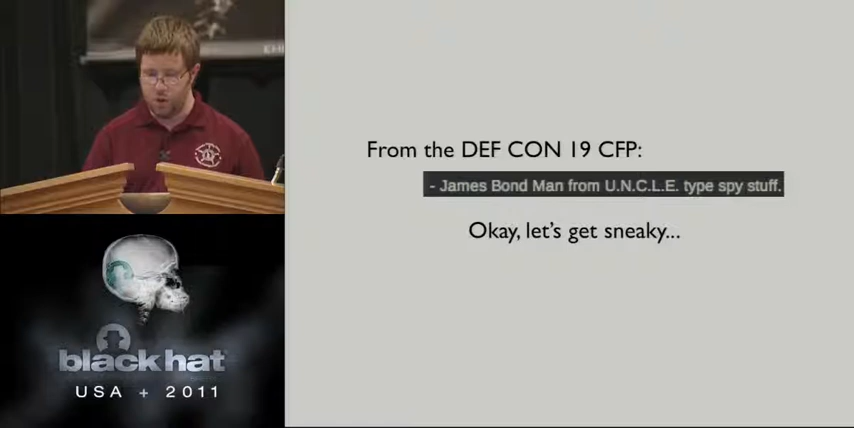 From the DEF CON 19 CFP:
- James Bond Man from U.N.C.L.E. type spy stuff.
Okay, let's get sneaky...
black hat
USA + 2011